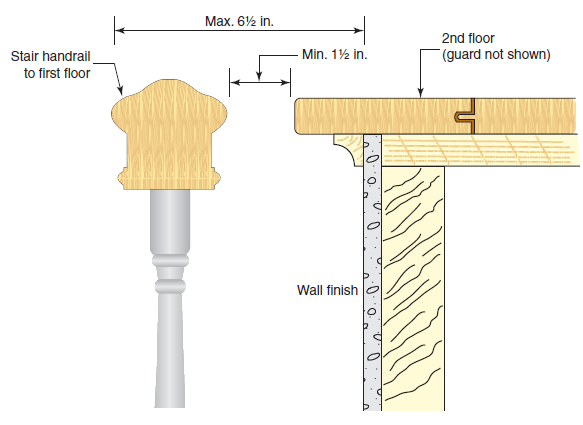 Max. 6½ in.
Stair handrail
to first floor
Min. 1½ in.
2nd floor
(guard not shown)
Wall finish